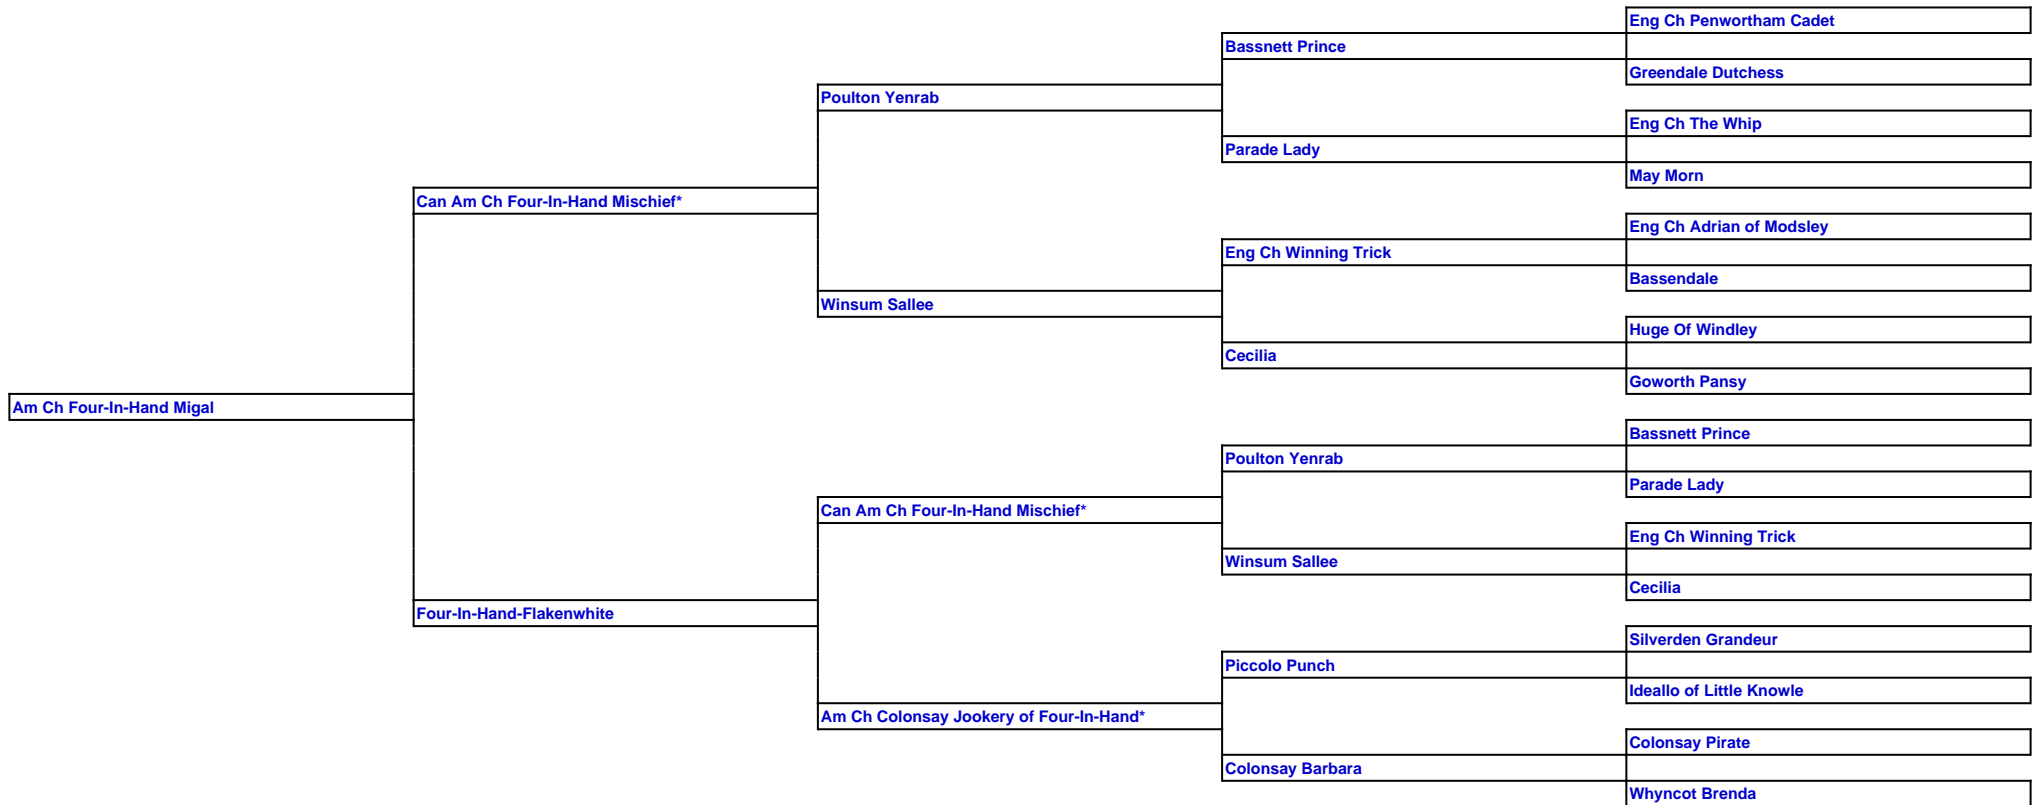 Eng Ch Penwortham Cadet
Bassnett Prince
Greendale Dutchess
Poulton Yenrab
Eng Ch The Whip
Parade Lady
May Morn
Can Am Ch Four-In-Hand Mischief*
Eng Ch Adrian of Modsley
Eng Ch Winning Trick
Bassendale
Winsum Sallee
Huge Of Windley
Cecilia
Goworth Pansy
Am Ch Four-In-Hand Migal
Bassnett Prince
Poulton Yenrab
Parade Lady
Can Am Ch Four-In-Hand Mischief*
Eng Ch Winning Trick
Winsum Sallee
Cecilia
Four-In-Hand-Flakenwhite
Silverden Grandeur
Piccolo Punch
Ideallo of Little Knowle
Am Ch Colonsay Jookery of Four-In-Hand*
Colonsay Pirate
Colonsay Barbara
Whyncot Brenda